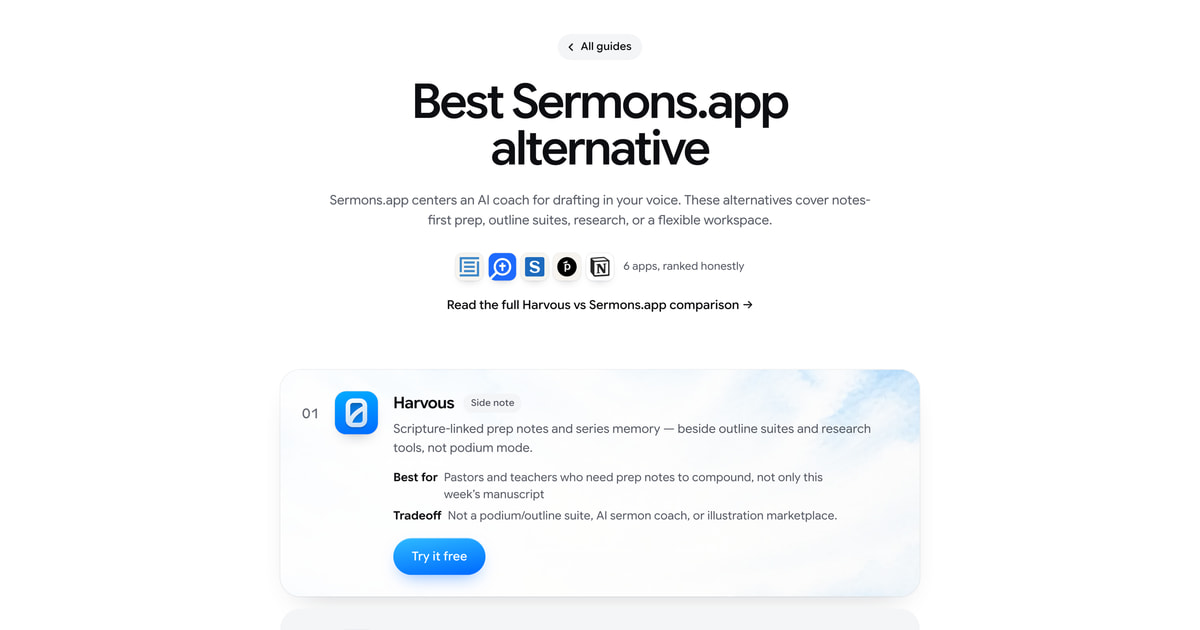 All guides
Best Sermons.app
alternative
Sermons.app centers an AI coach for drafting in your voice. These alternatives cover notes-
first prep, outline suites, research, or a flexible workspace.
6 apps, ranked honestly
Read the full Harvous vs Sermons.app comparison →
01
Harvous Side note
Scripture-linked prep notes and series memory — beside outline suites and research
tools, not podium mode.
Best for Pastors and teachers who need prep notes to compound, not only this
week's manuscript
Tradeoff Not a podium/outline suite, AI sermon coach, or illustration marketplace.
Try it free